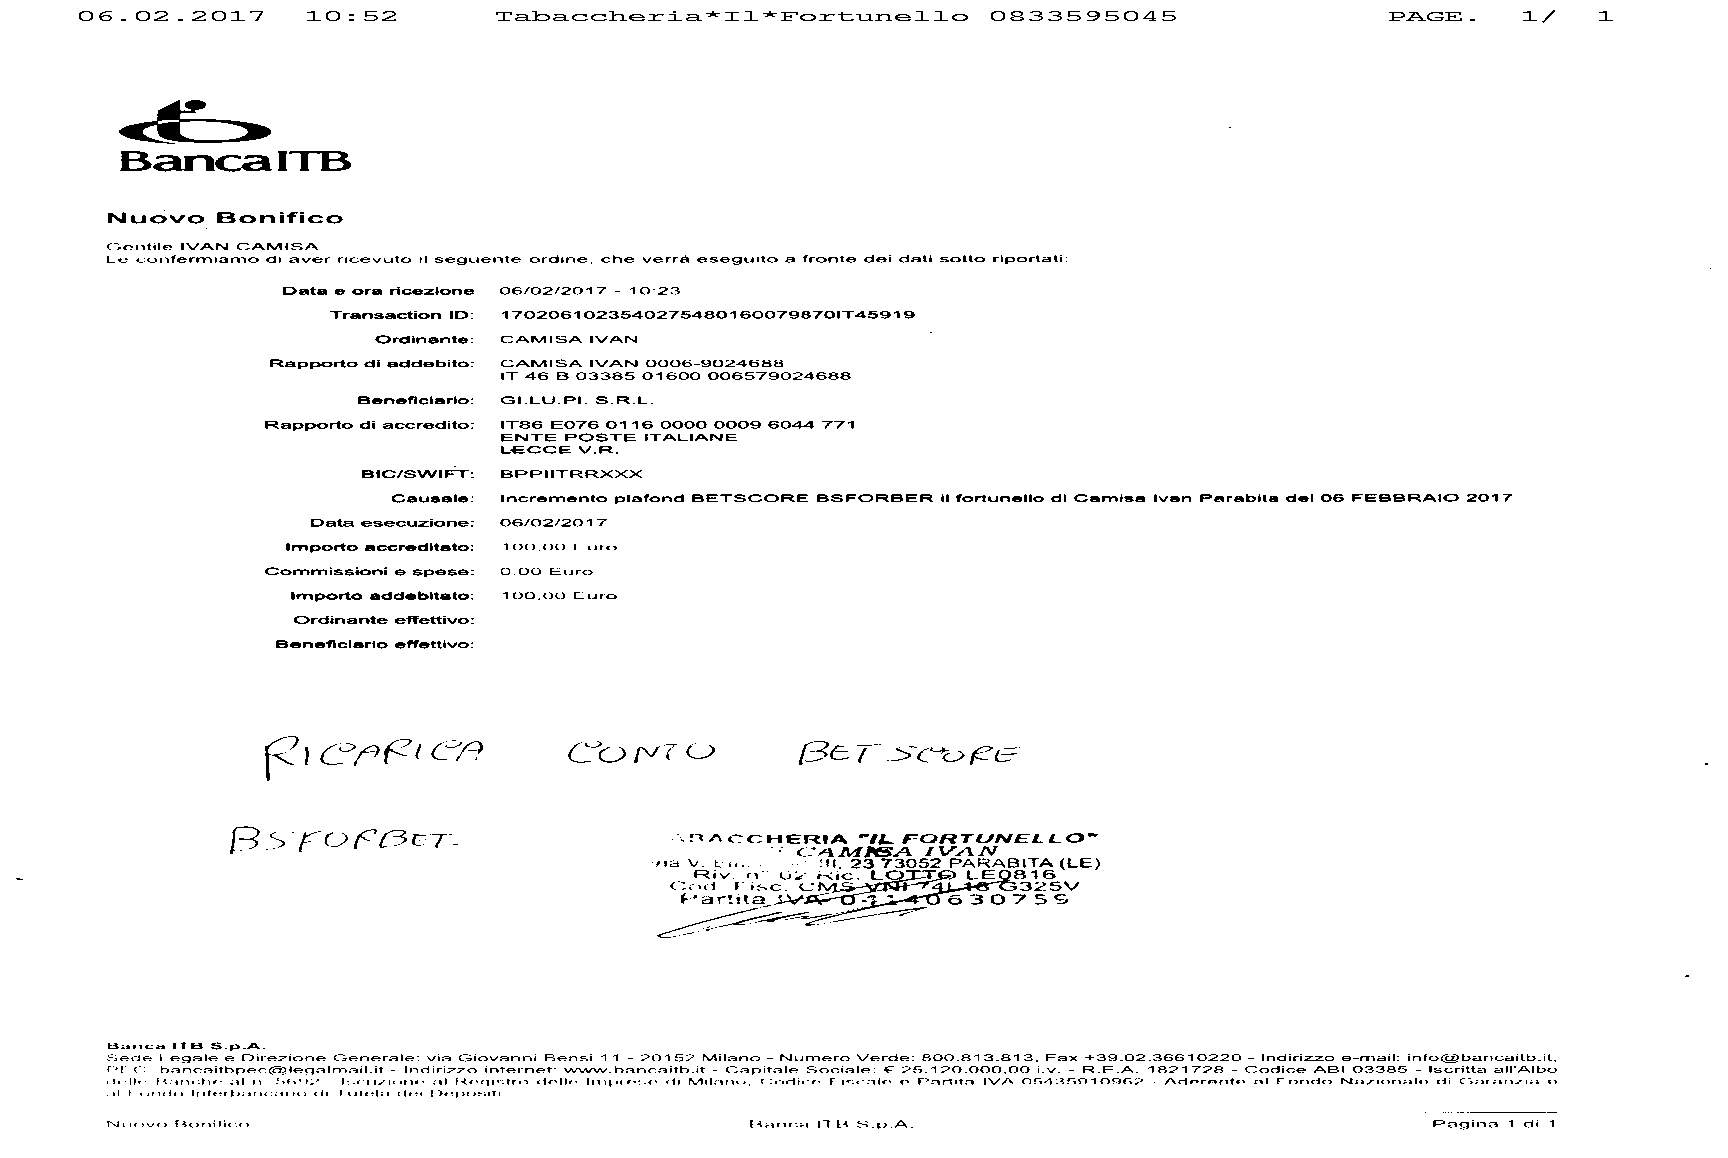 06.02.2017 10:52 Tabaccheria*Il*Fortunello 0833595045 PAGE. 1/ 1
BancaITB
Nuovo Bonifico
Gentile IVAN CAMISA
Le confermiamo di aver ricevuto il seguente ordine, che verrà eseguito a fronte dei dati sotto riportati:
Data e ora ricezione 06/02/2017 - 10:23
Transaction ID: 1702061023540275480160079870IT45919
Ordinante: CAMISA IVAN
Rapporto di addebito: CAMISA IVAN 0006-9024688
IT 46 B 03385 01600 006579024688
Beneficiario: GI.LU.PI. S.R.L.
Rapporto di accredito: IT86 E076 0116 0000 0009 6044 771
ENTE POSTE ITALIANE
LECCE V.R.
BIC/SWIFT: BPPIITRRXXX
Causale: Incremento plafond BETSCORE BSFORBER il fortunello di Camisa Ivan Parabita del 06 FEBBRAIO 2017
Data esecuzione: 06/02/2017
Importo accreditato: 100,00 Euro
Commissioni e spese: 0,00 Euro
Importo addebitato: 100,00 Euro
Ordinante effettivo:
Beneficiario effettivo:
RICARICA CONTO BETSCORE
BSFORBET
"IL FORTUNELLO"
CAMISA IVAN
Via V. III, 23 73052 PARABITA (LE)
Riv. n° 02 Ric. LOTTO LE0816
Cod. Fisc. CMS VNI 74L16 G325V
Partita IVA 01140630759
Banca ITB S.p.A.
Sede Legale e Direzione Generale: via Giovanni Bensi 11 - 20152 Milano - Numero Verde: 800.813.813, Fax +39.02.36610220 - Indirizzo e-mail: info@bancaitb.it,
PEC: bancaitbpec@legalmail.it - Indirizzo internet: www.bancaitb.it - Capitale Sociale: € 25.120.000,00 i.v. - R.E.A. 1821728 - Codice ABI 03385 - Iscritta all'Albo
delle Banche al n. 5692 - Iscrizione al Registro delle Imprese di Milano, Codice Fiscale e Partita IVA 05435910962 - Aderente al Fondo Nazionale di Garanzia e
al Fondo Interbancario di Tutela dei Depositi
Nuovo Bonifico Banca ITB S.p.A. Pagina 1 di 1